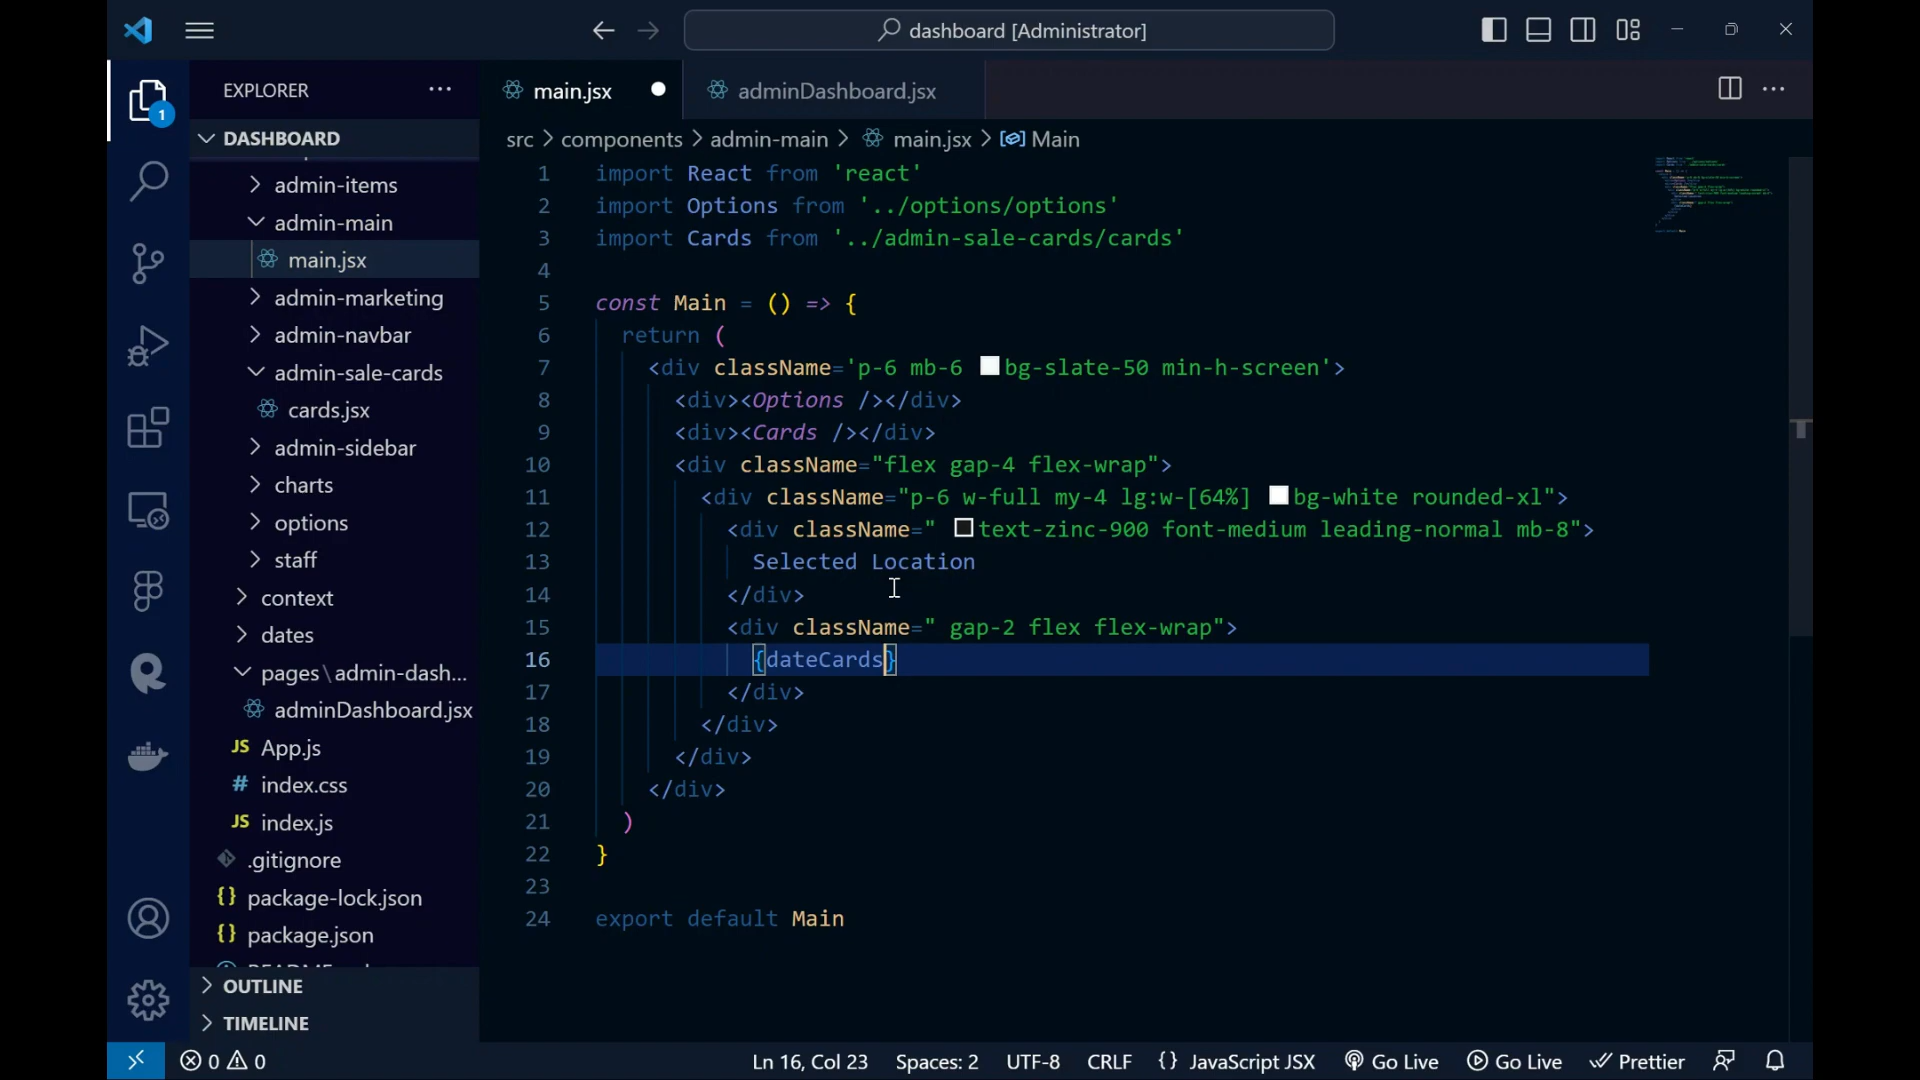 dashboard [Administrator]
EXPLORER
main.jsx
adminDashboard.jsx
1
DASHBOARD
src > components > admin-main > main.jsx > Main
admin-items
admin-main
main.jsx
admin-marketing
admin-navbar
admin-sale-cards
cards.jsx
admin-sidebar
charts
options
staff
context
dates
pages\admin-dash...
adminDashboard.jsx
JS App.js
# index.css
JS index.js
.gitignore
{} package-lock.json
{} package.json
OUTLINE
TIMELINE
1 import React from 'react'
2 import Options from '../options/options'
3 import Cards from '../admin-sale-cards/cards'
4
5 const Main = () => {
6 return (
7 <div className='p-6 mb-6 bg-slate-50 min-h-screen'>
8 <div><Options /></div>
9 <div><Cards /></div>
10 <div className="flex gap-4 flex-wrap">
11 <div className="p-6 w-full my-4 lg:w-[64%] bg-white rounded-xl">
12 <div className=" text-zinc-900 font-medium leading-normal mb-8">
13 Selected Location
14 </div>
15 <div className=" gap-2 flex flex-wrap">
16 {dateCards}
17 </div>
18 </div>
19 </div>
20 </div>
21 )
22 }
23
24 export default Main
0 0
Ln 16, Col 23
Spaces: 2
UTF-8
CRLF
{} JavaScript JSX
Go Live
Go Live
Prettier